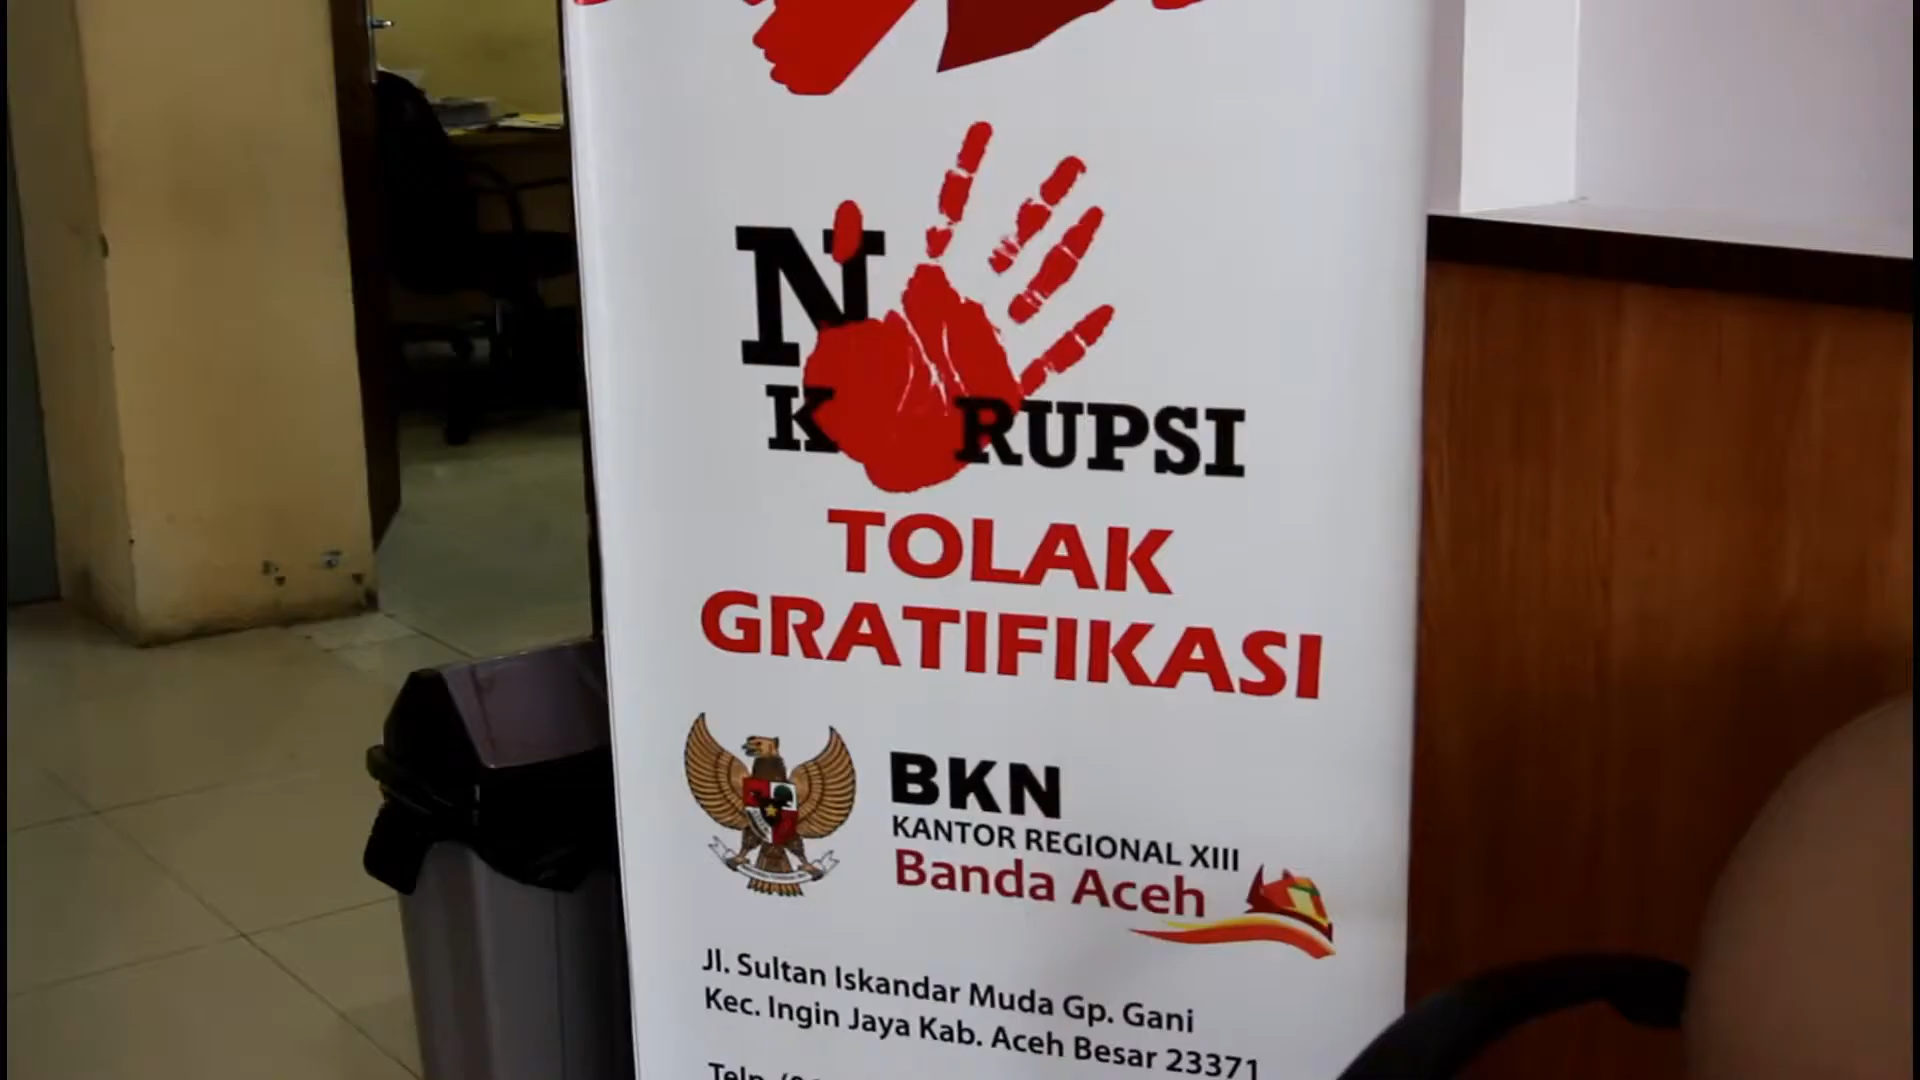 NO
KORUPSI
TOLAK
GRATIFIKASI
BKN
KANTOR REGIONAL XIII
Banda Aceh
Jl. Sultan Iskandar Muda Gp. Gani
Kec. Ingin Jaya Kab. Aceh Besar 23371
Telp.